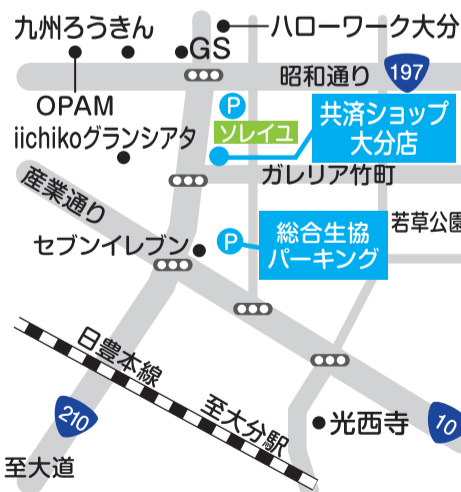 九州ろうきん
ハローワーク大分
GS
昭和通り
197
OPAM
P
共済ショップ
大分店
ソレイユ
iichikoグランシアタ
ガレリア竹町
産業通り
若草公園
P
総合生協
パーキング
セブンイレブン
日豊本線
至大分駅
210
光西寺
10
至大道